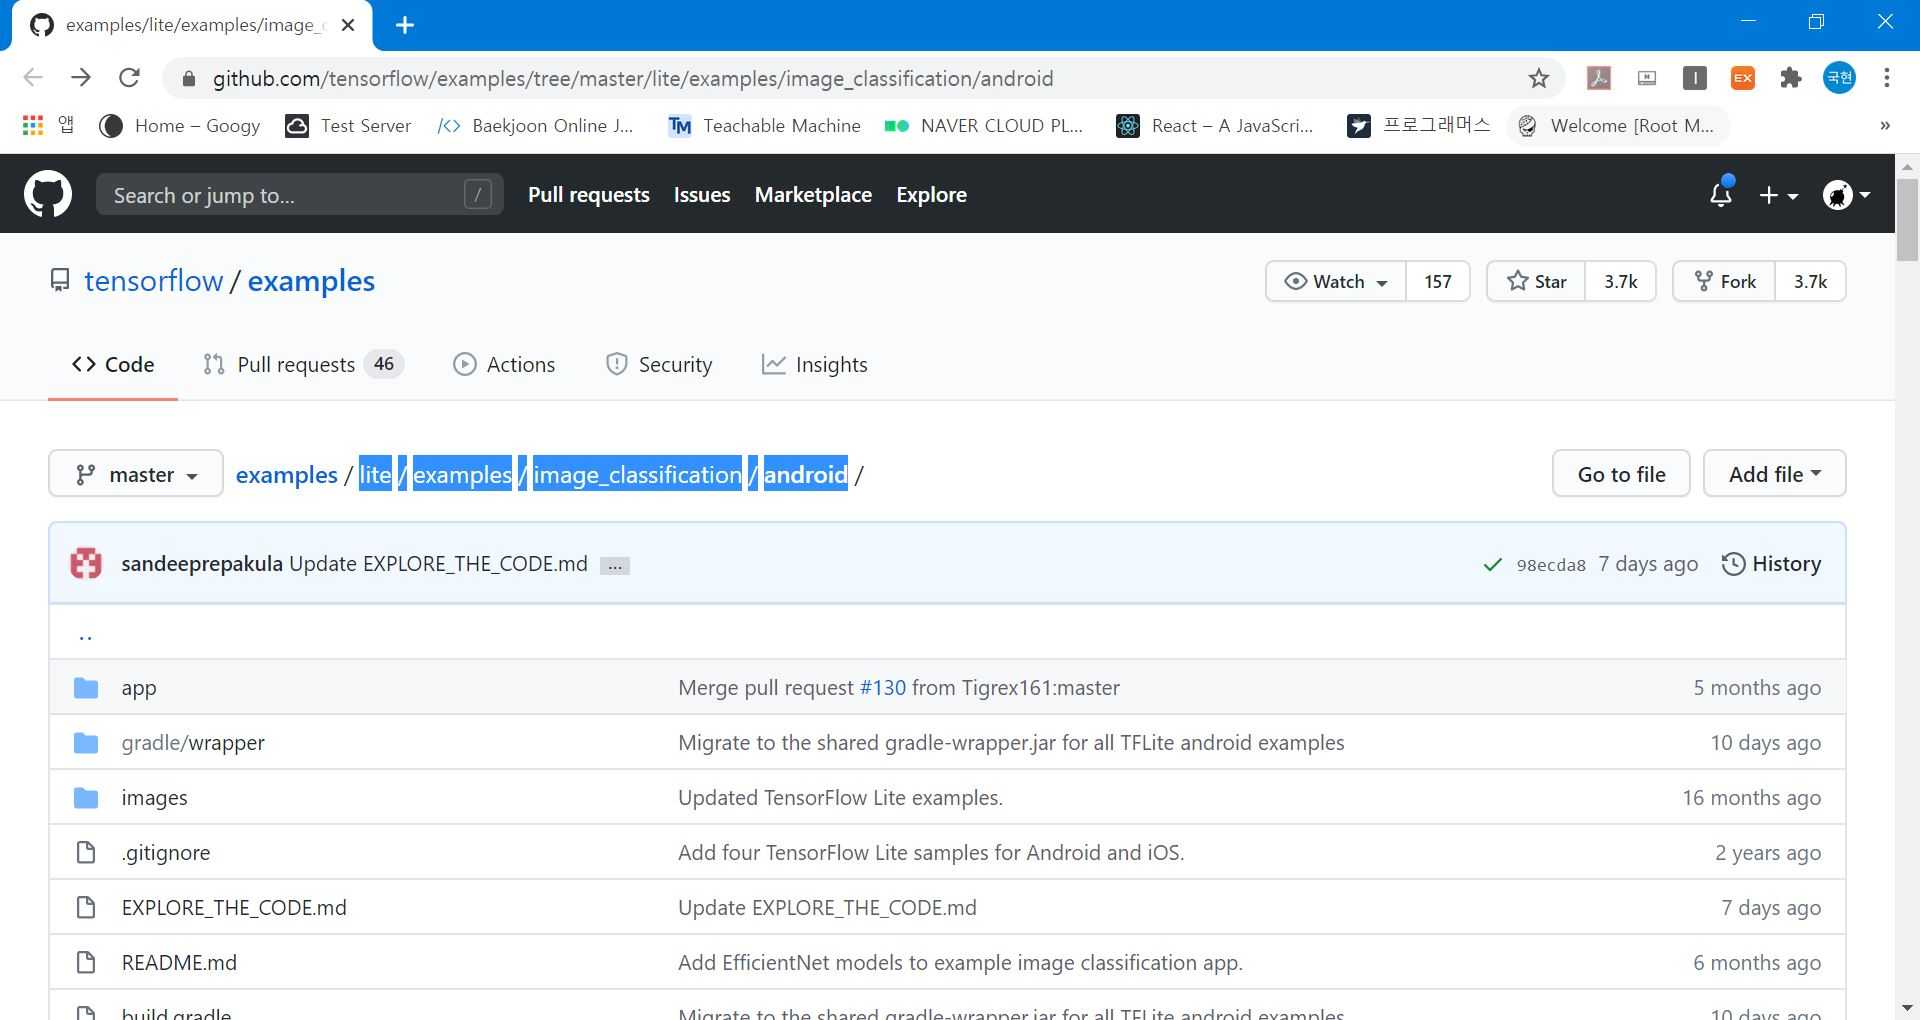 examples/lite/examples/image_
github.com/tensorflow/examples/tree/master/lite/examples/image_classification/android
EX
국현
앱
Home – Googy
Test Server
Baekjoon Online J...
TM
Teachable Machine
NAVER CLOUD PL...
React – A JavaScri...
프로그래머스
Welcome [Root M...
»
Search or jump to...
/
Pull requests
Issues
Marketplace
Explore
tensorflow / examples
Watch
157
Star
3.7k
Fork
3.7k
Code
Pull requests
46
Actions
Security
Insights
master
examples / lite / examples / image_classification / android /
Go to file
Add file
sandeeprepakula Update EXPLORE_THE_CODE.md ...
98ecda8 7 days ago
History
..
app
Merge pull request #130 from Tigrex161:master
5 months ago
gradle/wrapper
Migrate to the shared gradle-wrapper.jar for all TFLite android examples
10 days ago
images
Updated TensorFlow Lite examples.
16 months ago
.gitignore
Add four TensorFlow Lite samples for Android and iOS.
2 years ago
EXPLORE_THE_CODE.md
Update EXPLORE_THE_CODE.md
7 days ago
README.md
Add EfficientNet models to example image classification app.
6 months ago
build.gradle
Migrate to the shared gradle-wrapper.jar for all TFLite android examples
10 days ago